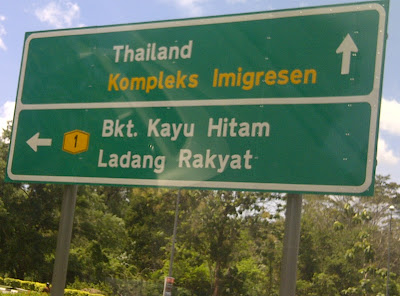 Thailand
Kompleks Imigresen
1
Bkt. Kayu Hitam
Ladang Rakyat